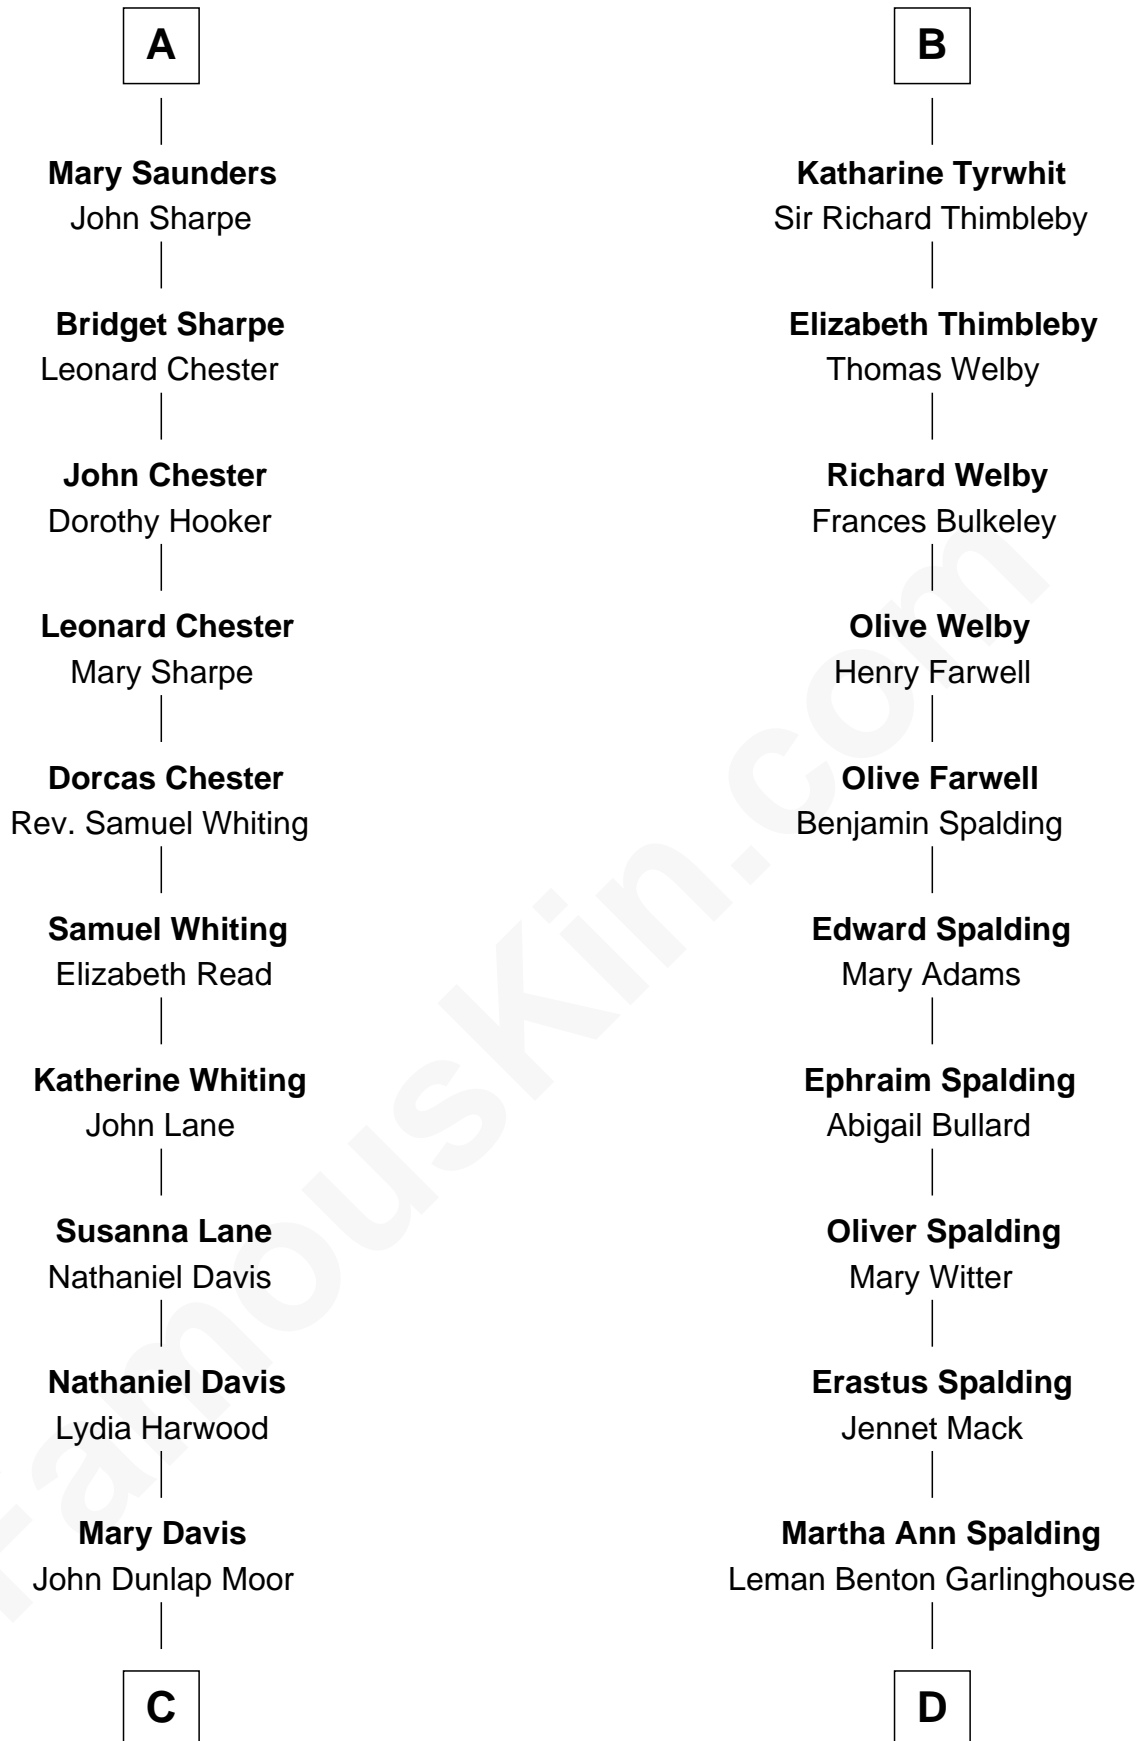 A
Mary Saunders
John Sharpe
Bridget Sharpe
Leonard Chester
John Chester
Dorothy Hooker
Leonard Chester
Mary Sharpe
Dorcas Chester
Rev. Samuel Whiting
Samuel Whiting
Elizabeth Read
Katherine Whiting
John Lane
Susanna Lane
Nathaniel Davis
Nathaniel Davis
Lydia Harwood
Mary Davis
John Dunlap Moor
C
B
Katharine Tyrwhit
Sir Richard Thimbleby
Elizabeth Thimbleby
Thomas Welby
Richard Welby
Frances Bulkeley
Olive Welby
Henry Farwell
Olive Farwell
Benjamin Spalding
Edward Spalding
Mary Adams
Ephraim Spalding
Abigail Bullard
Oliver Spalding
Mary Witter
Erastus Spalding
Jennet Mack
Martha Ann Spalding
Leman Benton Garlinghouse
D
FamousKin.com